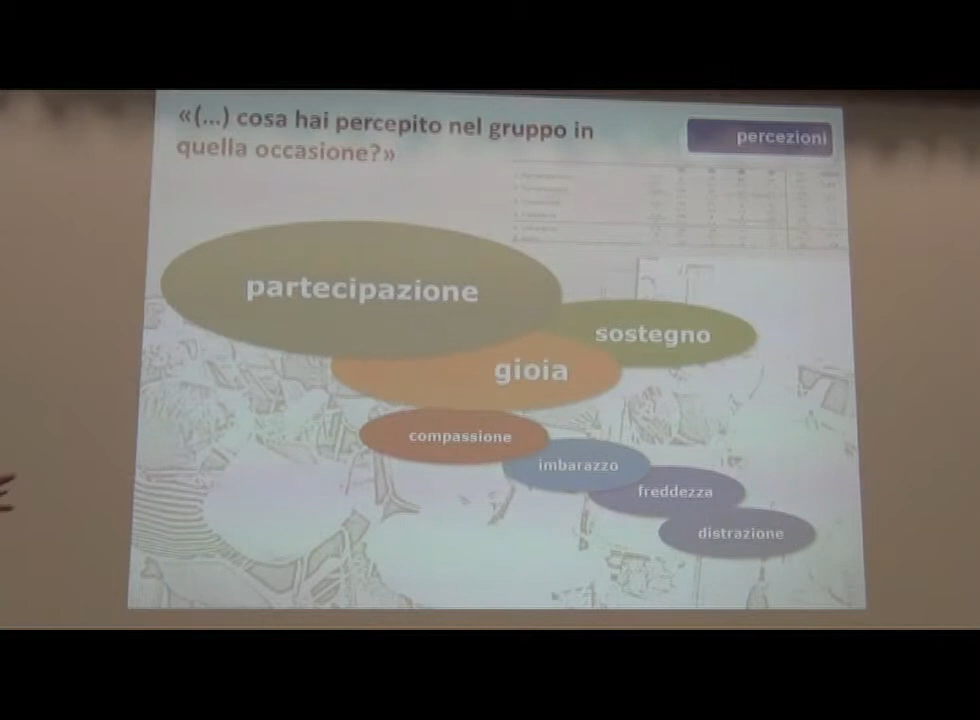 «(...) cosa hai percepito nel gruppo in
quella occasione?»
percezioni
partecipazione
sostegno
gioia
compassione
imbarazzo
freddezza
distrazione